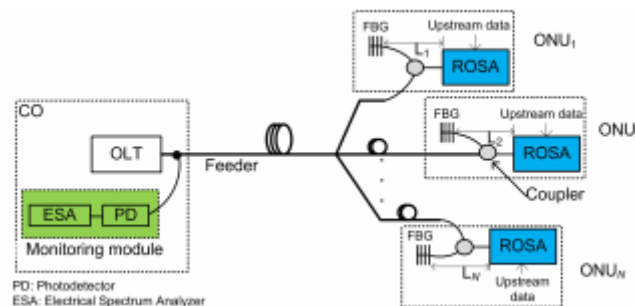 FBG
Upstream data
L1
ROSA
ONU1
CO
OLT
Feeder
ESA
PD
Monitoring module
FBG
Upstream data
L2
ROSA
ONU
Coupler
FBG
ROSA
LN
Upstream
data
ONUN
PD: Photodetector
ESA: Electrical Spectrum Analyzer